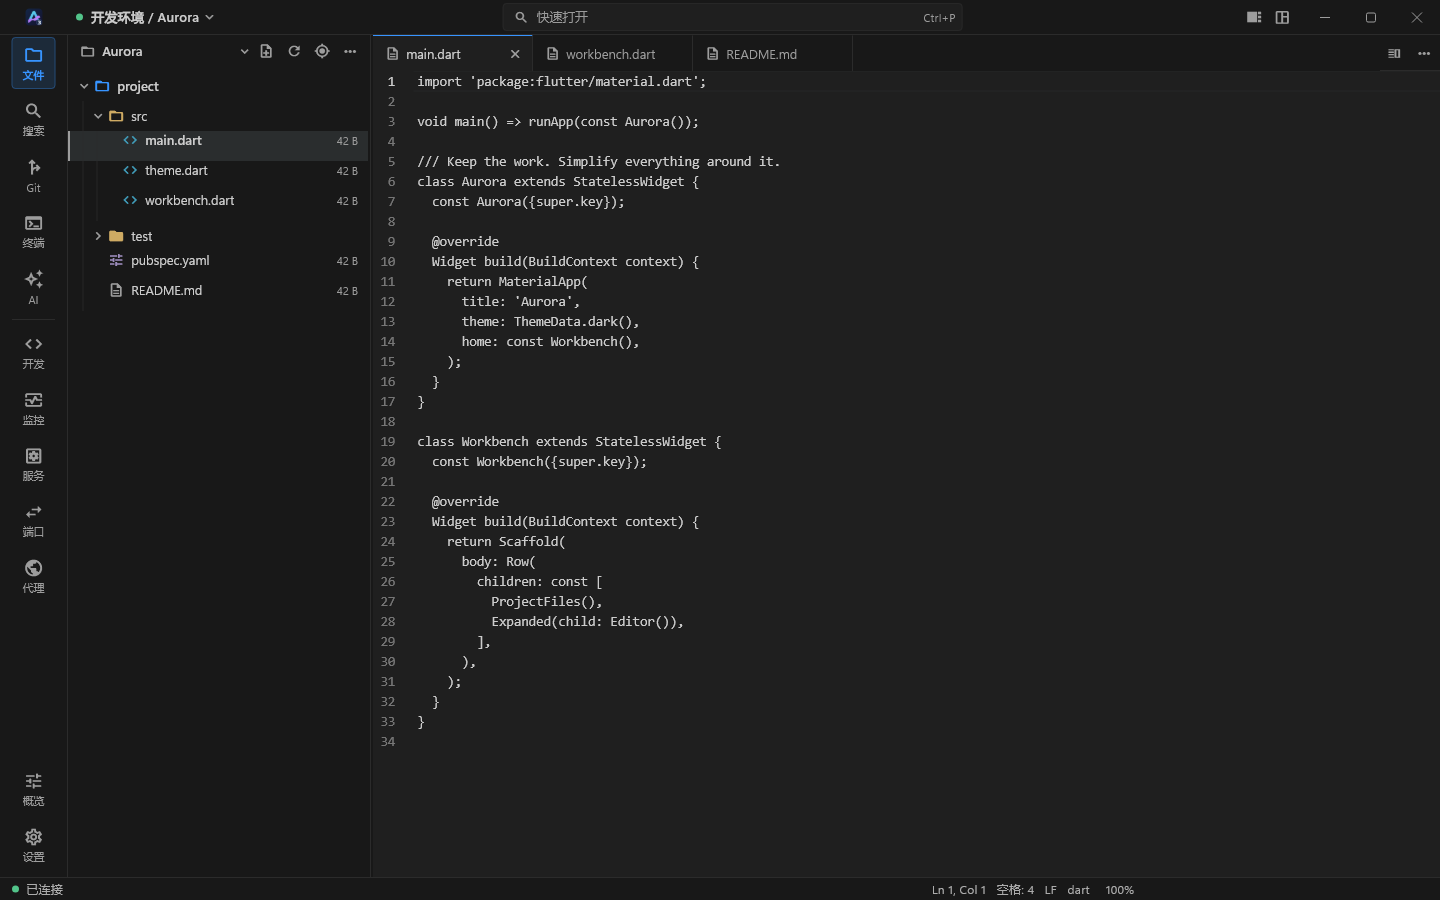 开发环境 / Aurora
快速打开
Ctrl+P
文件
搜索
Git
终端
AI
开发
监控
服务
端口
代理
概览
设置
Aurora
project
src
main.dart 42 B
theme.dart 42 B
workbench.dart 42 B
test
pubspec.yaml 42 B
README.md 42 B
main.dart
workbench.dart
README.md
1 import 'package:flutter/material.dart';
2
3 void main() => runApp(const Aurora());
4
5 /// Keep the work. Simplify everything around it.
6 class Aurora extends StatelessWidget {
7   const Aurora({super.key});
8
9   @override
10   Widget build(BuildContext context) {
11     return MaterialApp(
12       title: 'Aurora',
13       theme: ThemeData.dark(),
14       home: const Workbench(),
15     );
16   }
17 }
18
19 class Workbench extends StatelessWidget {
20   const Workbench({super.key});
21
22   @override
23   Widget build(BuildContext context) {
24     return Scaffold(
25       body: Row(
26         children: const [
27           ProjectFiles(),
28           Expanded(child: Editor()),
29         ],
30       ),
31     );
32   }
33 }
34
已连接
Ln 1, Col 1 空格: 4 LF dart 100%